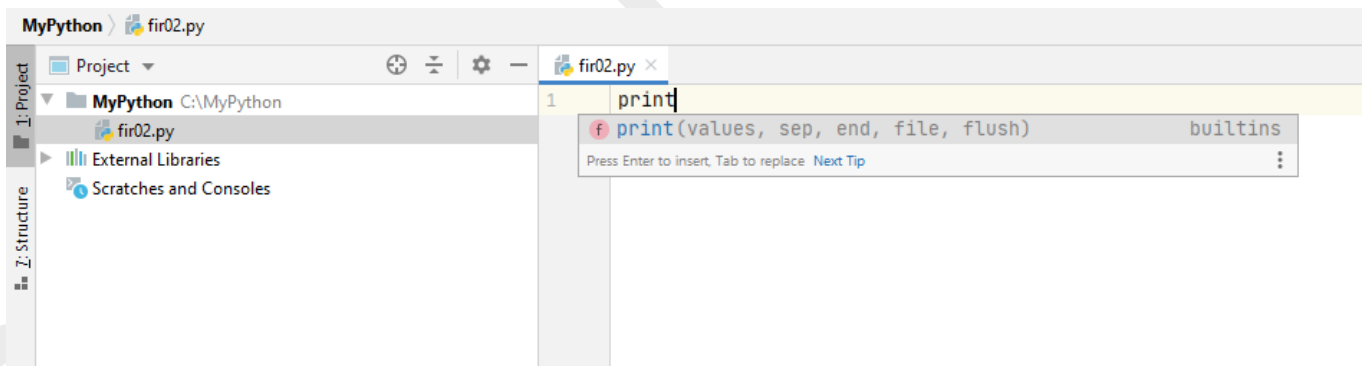 MyPython fir02.py
1: Project
Project
fir02.py
MyPython C:\MyPython
fir02.py
External Libraries
Scratches and Consoles
7: Structure
1 print
f print(values, sep, end, file, flush) builtins
Press Enter to insert, Tab to replace Next Tip